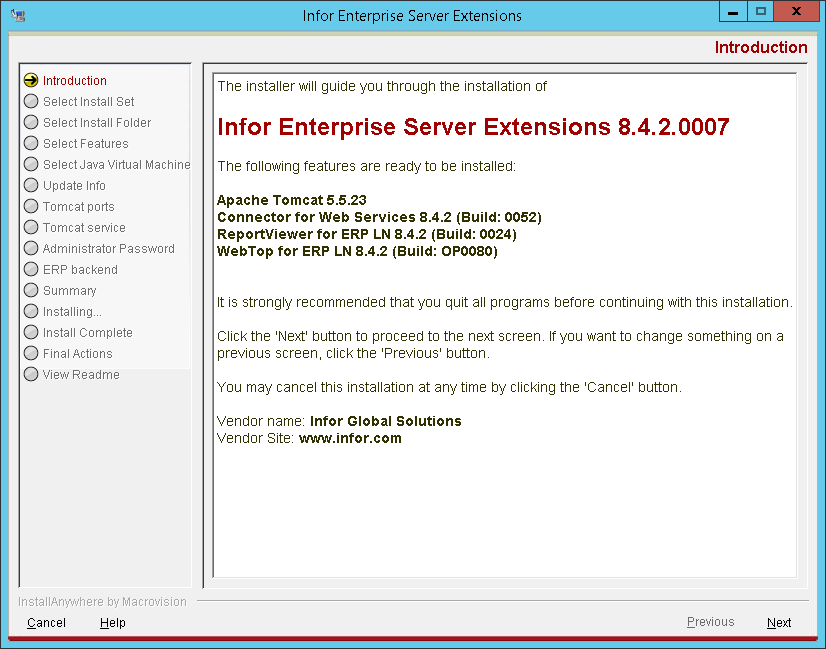 Infor Enterprise Server Extensions
Introduction
Introduction
Select Install Set
Select Install Folder
Select Features
Select Java Virtual Machine
Update Info
Tomcat ports
Tomcat service
Administrator Password
ERP backend
Summary
Installing...
Install Complete
Final Actions
View Readme
The installer will guide you through the installation of
Infor Enterprise Server Extensions 8.4.2.0007
The following features are ready to be installed:
Apache Tomcat 5.5.23
Connector for Web Services 8.4.2 (Build: 0052)
ReportViewer for ERP LN 8.4.2 (Build: 0024)
WebTop for ERP LN 8.4.2 (Build: OP0080)
It is strongly recommended that you quit all programs before continuing with this installation.
Click the 'Next' button to proceed to the next screen. If you want to change something on a
previous screen, click the 'Previous' button.
You may cancel this installation at any time by clicking the 'Cancel' button.
Vendor name: Infor Global Solutions
Vendor Site: www.infor.com
InstallAnywhere by Macrovision
Cancel Help Previous Next